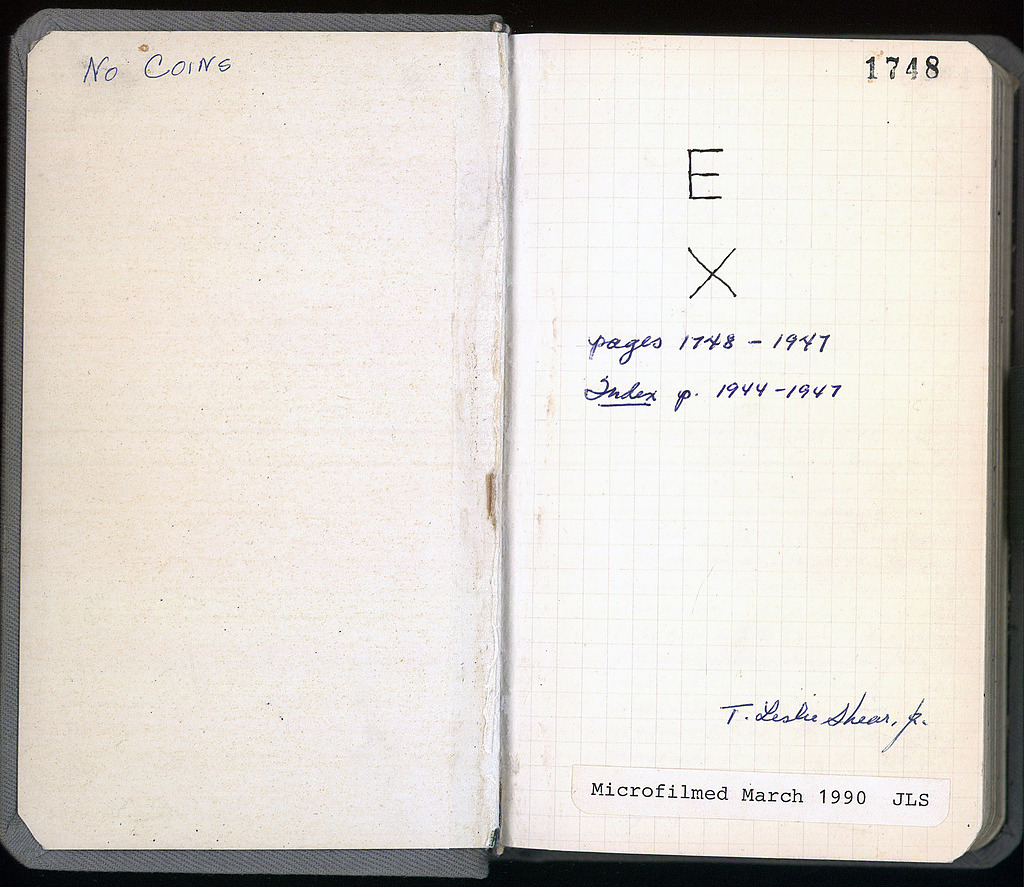 No Coins
1748
E
X
pages 1748 - 1947
Index p. 1944-1947
T. Leslie Shear, Jr.
Microfilmed March 1990 JLS